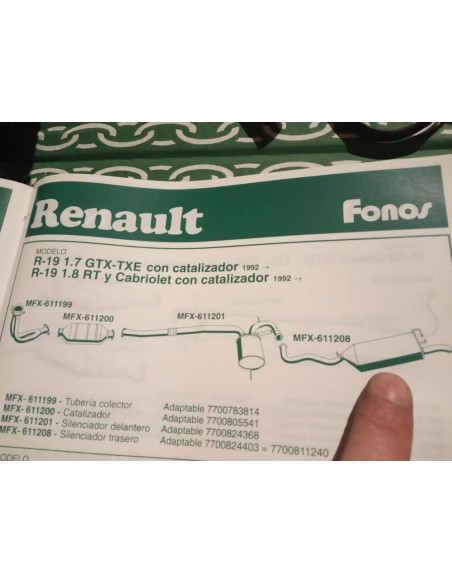 Renault
Fonos
MODELO
R-19 1.7 GTX-TXE con catalizador 1992 →
R-19 1.8 RT y Cabriolet con catalizador 1992 →
MFX-611199
MFX-611200
MFX-611201
MFX-611208
MFX- 611199 - Tubería colector Adaptable 7700783814
MFX- 611200 - Catalizador Adaptable 7700805541
MFX- 611201 - Silenciador delantero Adaptable 7700824368
MFX- 611208 - Silenciador trasero Adaptable 7700824403 = 7700811240